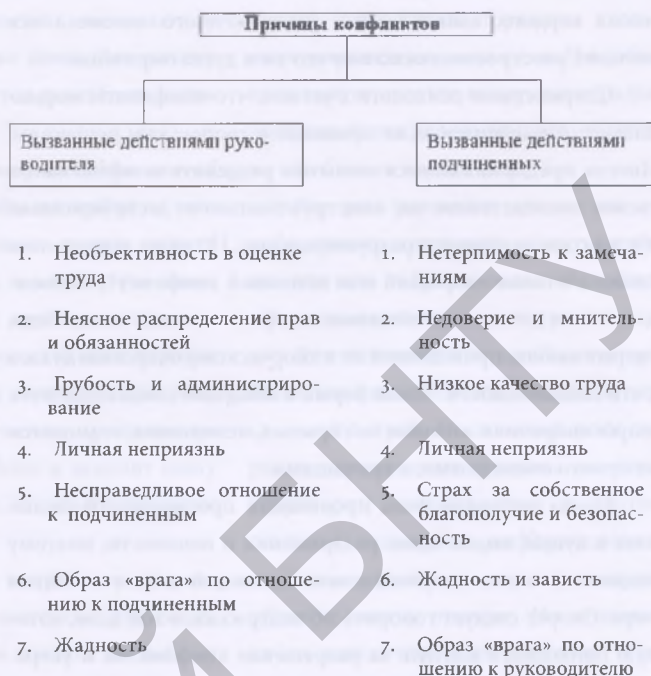 Причины конфликтов
Вызванные действиями руко-
водителя
1. Необъективность в оценке
труда
2. Неясное распределение прав
и обязанностей
3. Грубость и администриро-
вание
4. Личная неприязнь
5. Несправедливое отношение
к подчиненным
6. Образ «врага» по отноше-
нию к подчиненным
7. Жадность
Вызванные действиями
подчиненных
1. Нетерпимость к замеча-
ниям
2. Недоверие и мнитель-
ность
3. Низкое качество труда
4. Личная неприязнь
5. Страх за собственное
благополучие и безопас-
ность
6. Жадность и зависть
7. Образ «врага» по отно-
шению к руководителю
Й БНТУ